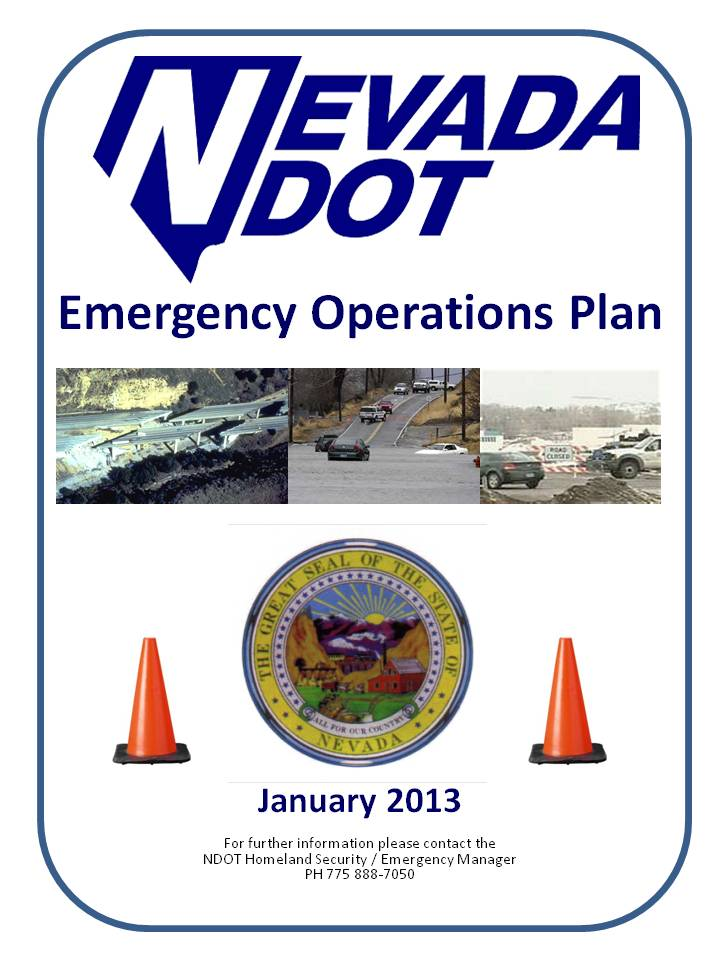 NEVADA
NDOT
Emergency Operations Plan
ROAD
CLOSED
THE GREAT SEAL OF THE STATE OF
ALL FOR OUR COUNTRY
NEVADA
January 2013
For further information please contact the
NDOT Homeland Security / Emergency Manager
PH 775 888-7050